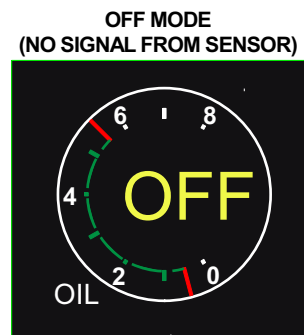 OFF MODE
(NO SIGNAL FROM SENSOR)
6 8
4 OFF
2 0
OIL